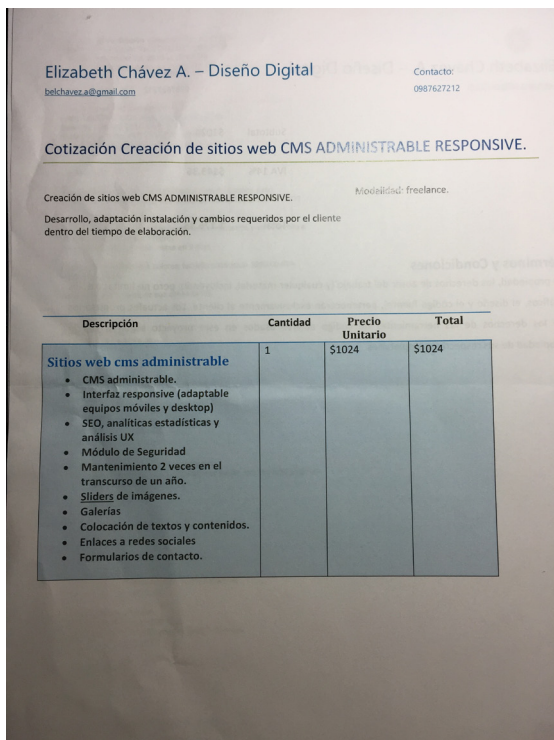 Elizabeth Chávez A. – Diseño Digital
Contacto:
belchavez.a@gmail.com
0987627212
Cotización Creación de sitios web CMS ADMINISTRABLE RESPONSIVE.
Creación de sitios web CMS ADMINISTRABLE RESPONSIVE.
Modelidad: freelance.
Desarrollo, adaptación instalación y cambios requeridos por el cliente
dentro del tiempo de elaboración.
Descripción Cantidad Precio Total
Unitario
Sitios web cms administrable 1 $1024 $1024
• CMS administrable.
• Interfaz responsive (adaptable
equipos móviles y desktop)
• SEO, analíticas estadísticas y
análisis UX
• Módulo de Seguridad
• Mantenimiento 2 veces en el
transcurso de un año.
• Sliders de imágenes.
• Galerías
• Colocación de textos y contenidos.
• Enlaces a redes sociales
• Formularios de contacto.